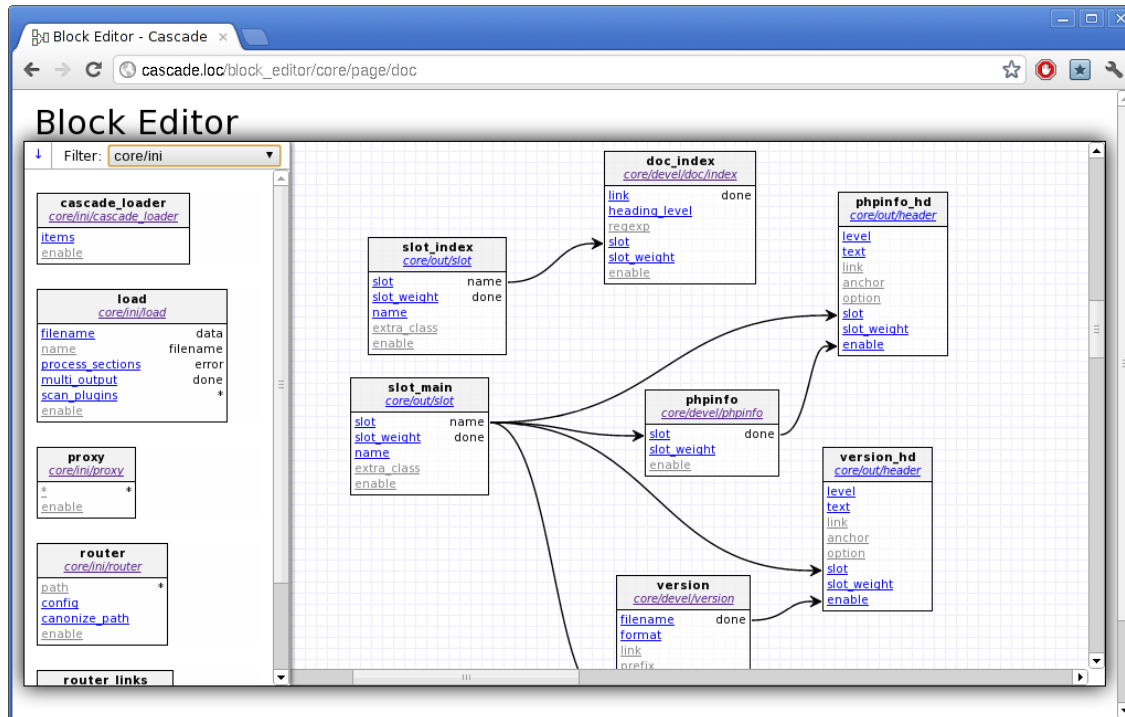 Block Editor - Cascade
cascade.loc/block_editor/core/page/doc
Block Editor
↓ Filter: core/ini
cascade_loader
core/ini/cascade_loader
items
enable
load
core/ini/load
filename data
name filename
process_sections error
multi_output done
scan_plugins *
enable
proxy
core/ini/proxy
* *
enable
router
core/ini/router
path *
config
canonize_path
enable
router_links
slot_index
core/out/slot
slot name
slot_weight done
name
extra_class
enable
slot_main
core/out/slot
slot name
slot_weight done
name
extra_class
enable
doc_index
core/devel/doc/index
link done
heading_level
regexp
slot
slot_weight
enable
phpinfo
core/devel/phpinfo
slot done
slot_weight
enable
version
core/devel/version
filename done
format
link
prefix
phpinfo_hd
core/out/header
level
text
link
anchor
option
slot
slot_weight
enable
version_hd
core/out/header
level
text
link
anchor
option
slot
slot_weight
enable